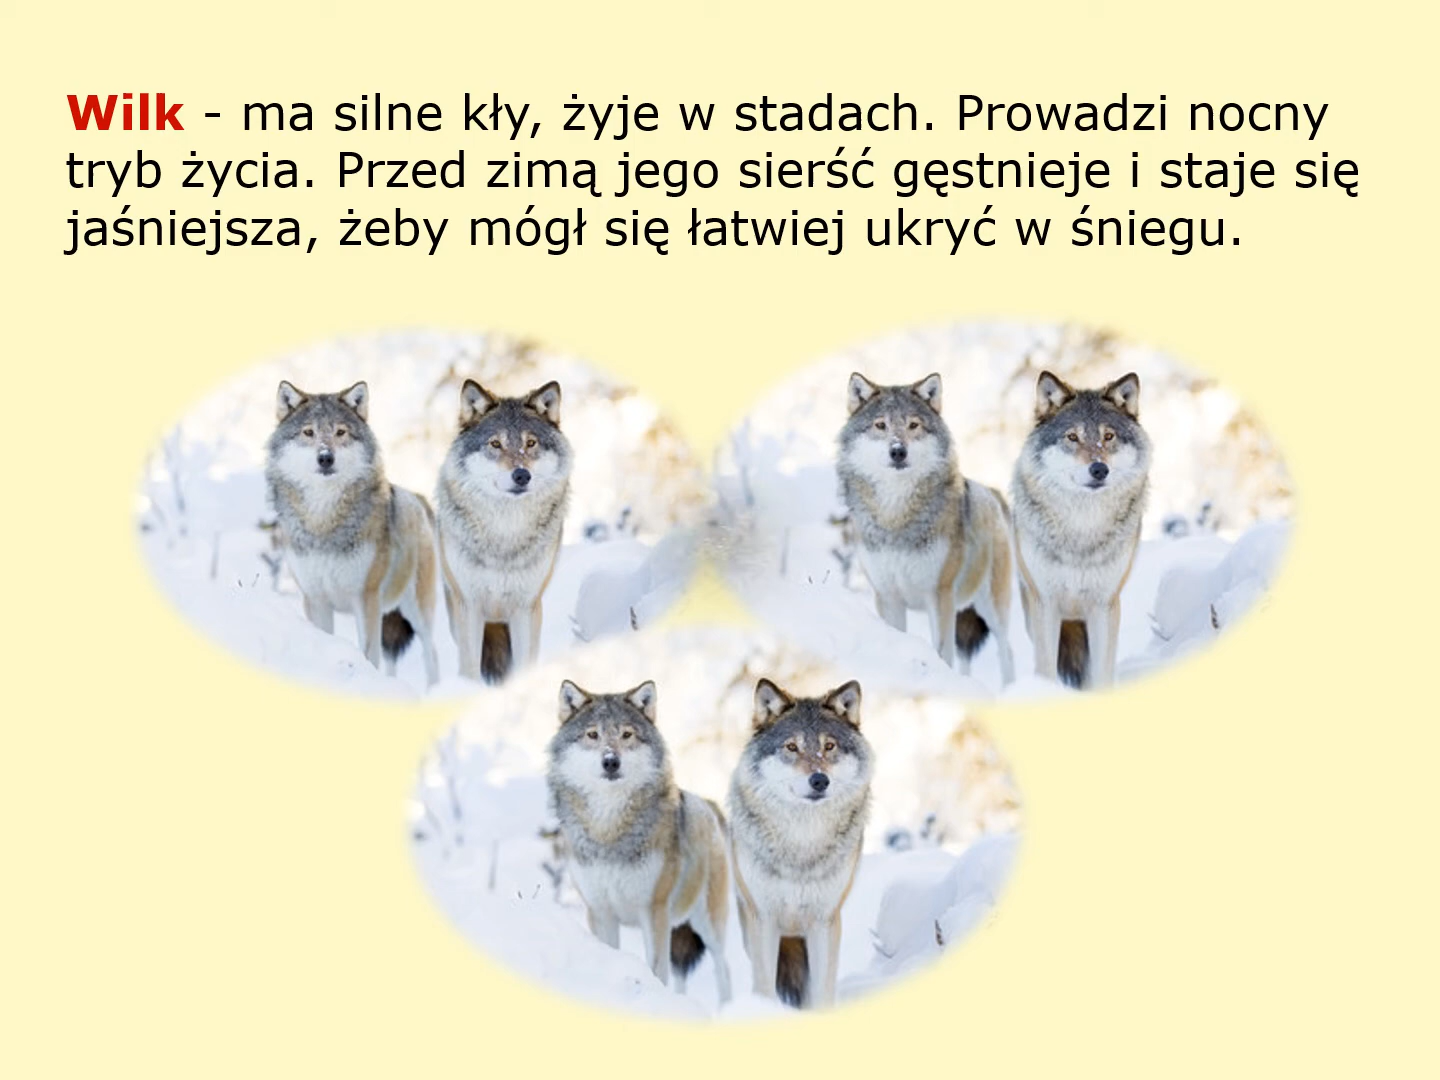 Wilk - ma silne kły, żyje w stadach. Prowadzi nocny
tryb życia. Przed zimą jego sierść gęstnieje i staje się
jaśniejsza, żeby mógł się łatwiej ukryć w śniegu.